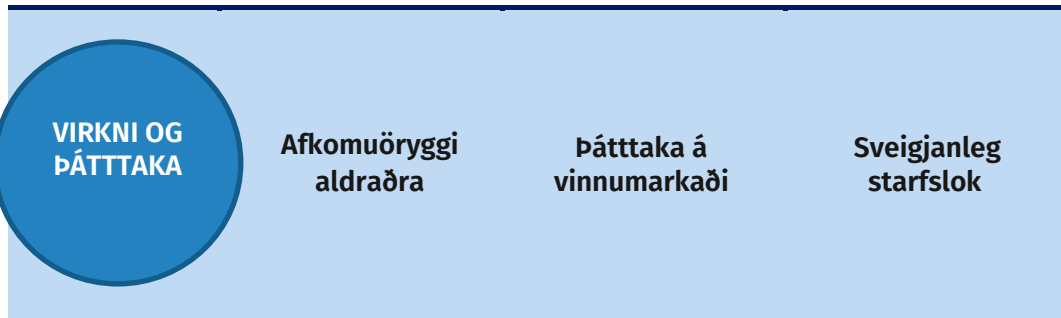 VIRKNI OG
ÞÁTTTAKA
Afkomuöryggi
aldraðra
Þátttaka á
vinnumarkaði
Sveigjanleg
starfslok